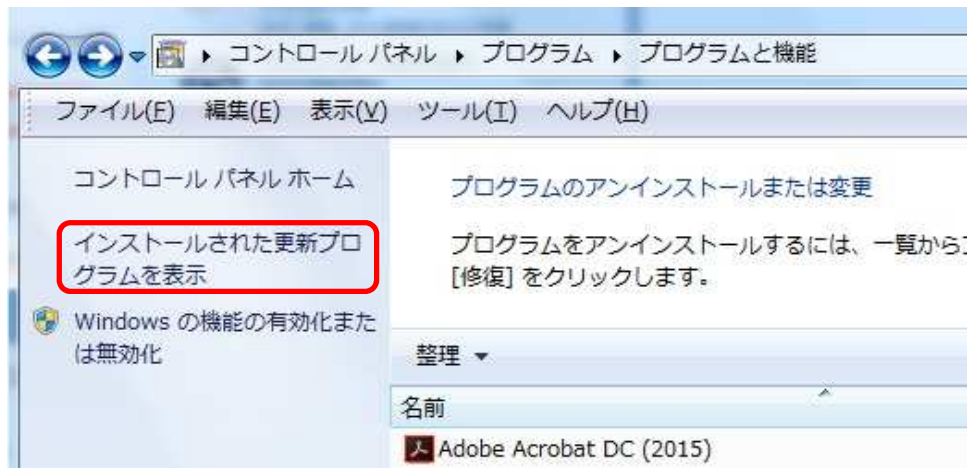 コントロール パネル ▸ プログラム ▸ プログラムと機能
ファイル(F) 編集(E) 表示(V) ツール(T) ヘルプ(H)
コントロール パネル ホーム
インストールされた更新プロ
グラムを表示
Windows の機能の有効化また
は無効化
プログラムのアンインストールまたは変更
プログラムをアンインストールするには、一覧から
[修復] をクリックします。
整理
名前
Adobe Acrobat DC (2015)